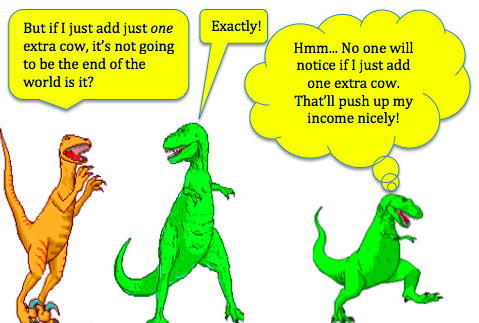 But if I just add just one
extra cow, it's not going
to be the end of the
world is it?
Exactly!
Hmm... No one will
notice if I just add
one extra cow.
That'll push up my
income nicely!